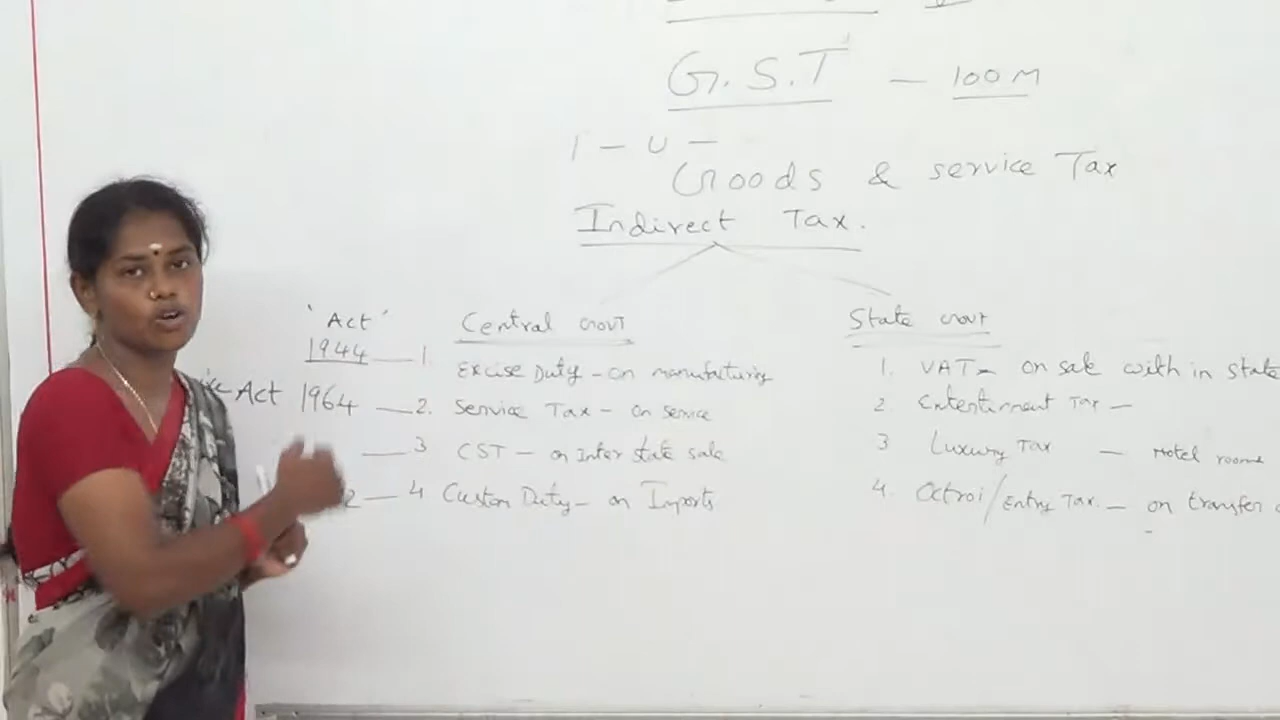 G.S.T — 100 M
1 — U —
Goods & service Tax
Indirect Tax.
'Act' Central Govt State Govt
1944 — 1. Excise Duty - on manufacturing 1. VAT - on sale with in state
Act 1964 — 2. Service Tax - on service 2 Entertinment Tax —
— 3 CST - on Inter state sale 3 Luxury Tax — Hotel rooms
2 — 4 Custom Duty - on Imports 4. Octroi/Entry Tax. — on transfer